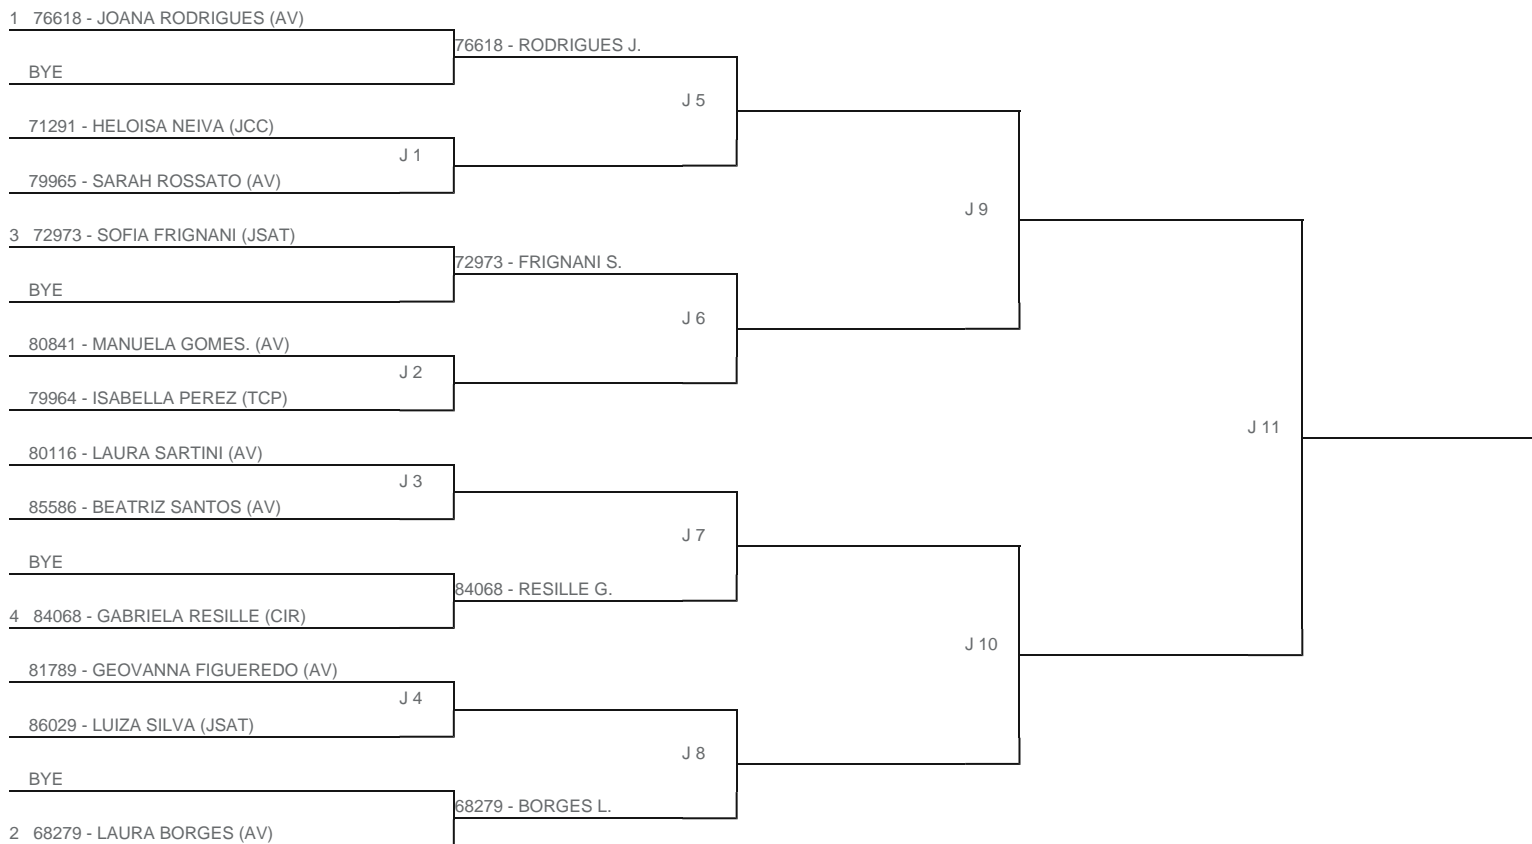 1 76618 - JOANA RODRIGUES (AV)
76618 - RODRIGUES J.
BYE
J 5
71291 - HELOISA NEIVA (JCC)
J 1
79965 - SARAH ROSSATO (AV)
J 9
3 72973 - SOFIA FRIGNANI (JSAT)
72973 - FRIGNANI S.
BYE
J 6
80841 - MANUELA GOMES. (AV)
J 2
79964 - ISABELLA PEREZ (TCP)
J 11
80116 - LAURA SARTINI (AV)
J 3
85586 - BEATRIZ SANTOS (AV)
J 7
BYE
84068 - RESILLE G.
4 84068 - GABRIELA RESILLE (CIR)
J 10
81789 - GEOVANNA FIGUEREDO (AV)
J 4
86029 - LUIZA SILVA (JSAT)
J 8
BYE
68279 - BORGES L.
2 68279 - LAURA BORGES (AV)